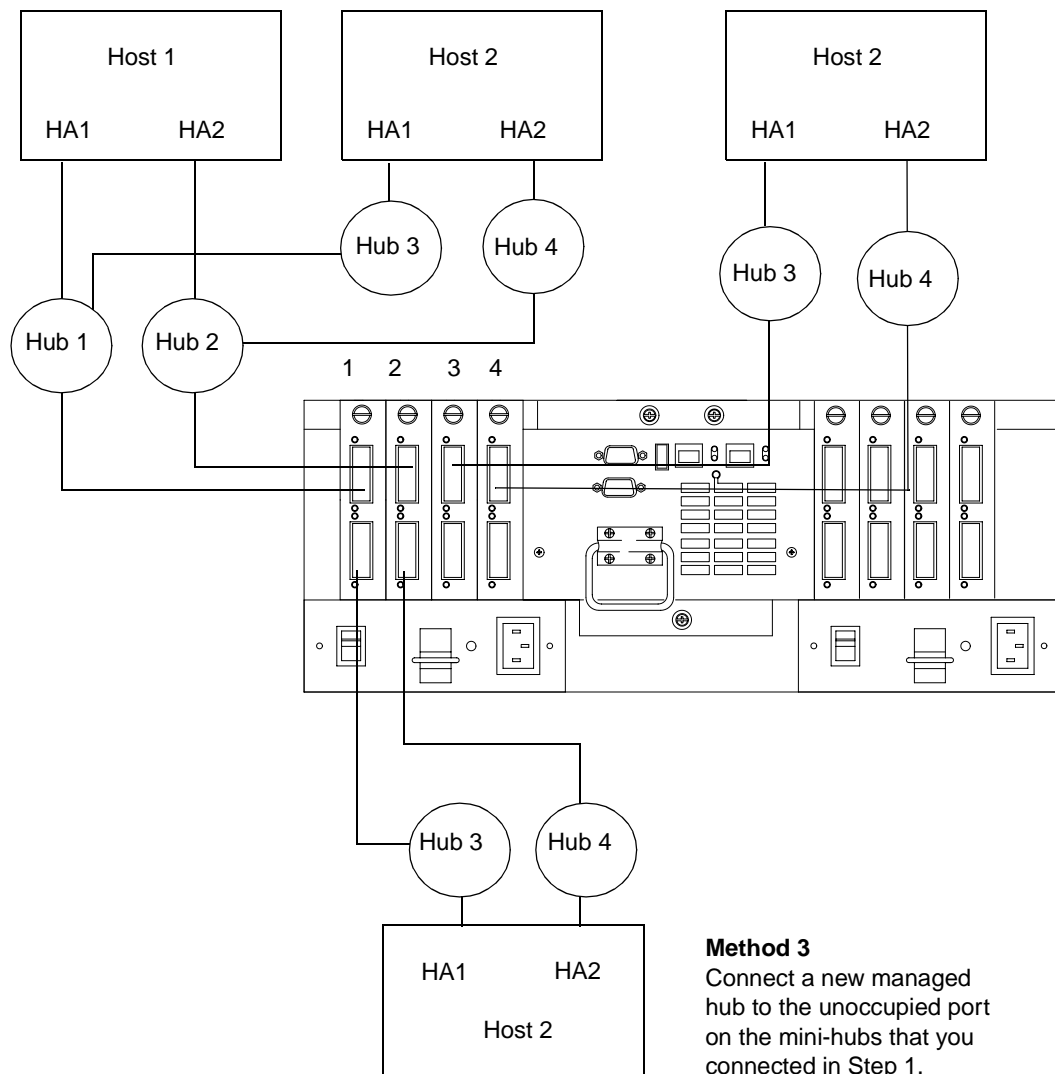 Host 1
Host 2
Host 2
HA1 HA2
HA1 HA2
HA1 HA2
Hub 3
Hub 4
Hub 3
Hub 4
Hub 1
Hub 2
1 2 3 4
Hub 3
Hub 4
HA1 HA2
Host 2
Method 3
Connect a new managed
hub to the unoccupied port
on the mini-hubs that you
connected in Step 1.